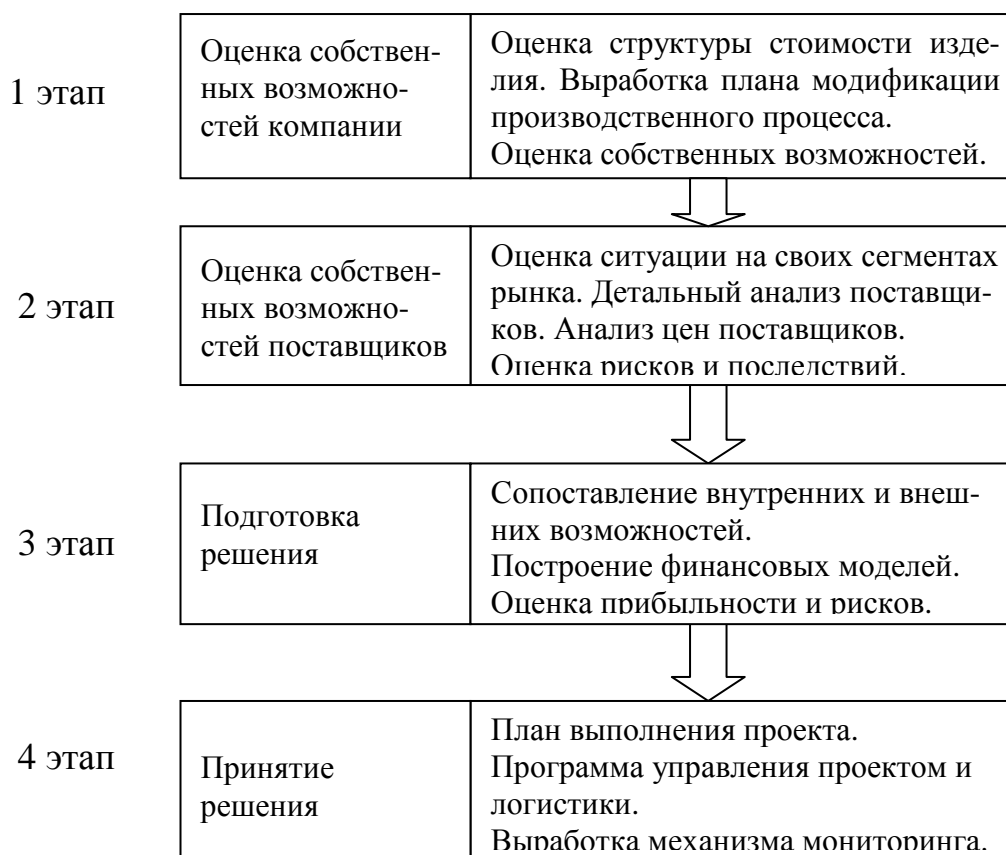 1 этап
Оценка собствен-
ных возможно-
стей компании
Оценка структуры стоимости изде-
лия. Выработка плана модификации
производственного процесса.
Оценка собственных возможностей.
2 этап
Оценка собствен-
ных возможно-
стей поставщиков
Оценка ситуации на своих сегментах
рынка. Детальный анализ поставщи-
ков. Анализ цен поставщиков.
Оценка рисков и последствий.
3 этап
Подготовка
решения
Сопоставление внутренних и внеш-
них возможностей.
Построение финансовых моделей.
Оценка прибыльности и рисков.
4 этап
Принятие
решения
План выполнения проекта.
Программа управления проектом и
логистики.
Выработка механизма мониторинга.